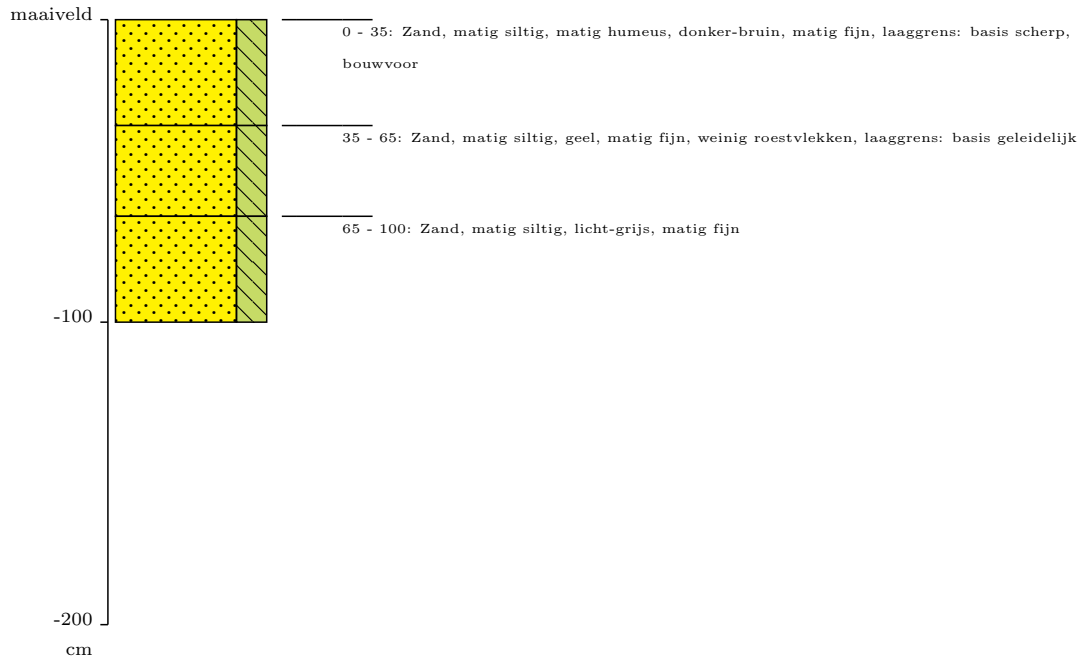 maaiveld
0 - 35: Zand, matig siltig, matig humeus, donker-bruin, matig fijn, laaggrens: basis scherp,
bouwvoor
35 - 65: Zand, matig siltig, geel, matig fijn, weinig roestvlekken, laaggrens: basis geleidelijk
65 - 100: Zand, matig siltig, licht-grijs, matig fijn
-100
-200
cm